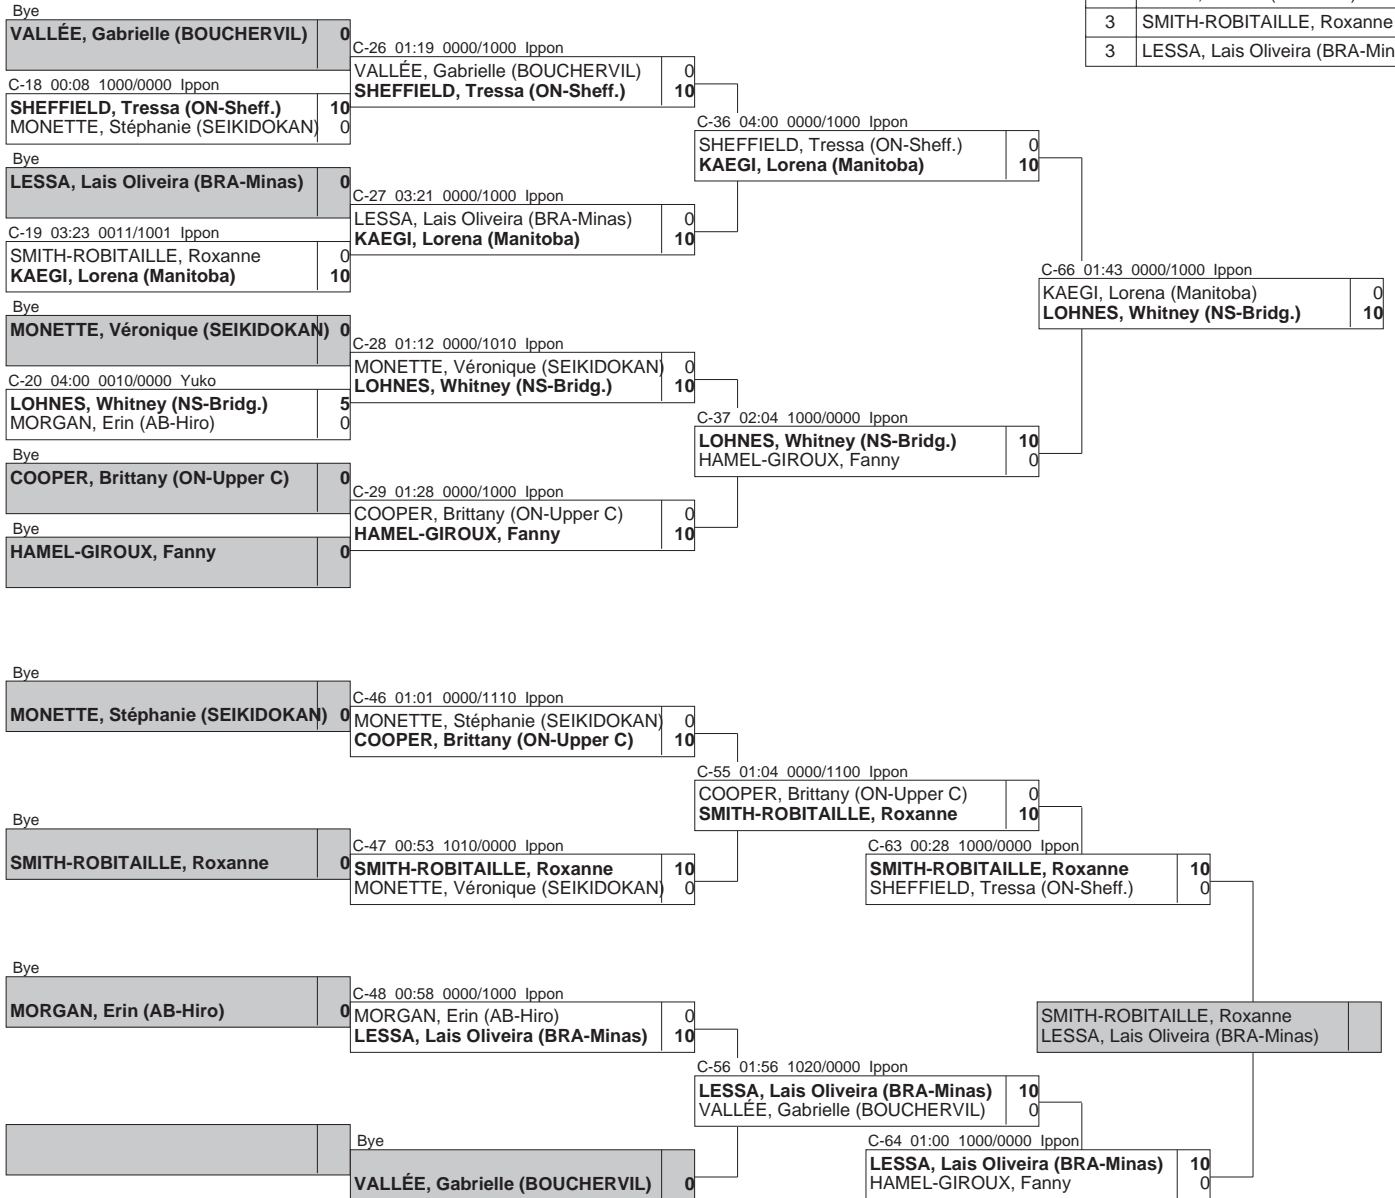 Bye
VALLÉE, Gabrielle (BOUCHERVIL) 0
C-18 00:08 1000/0000 Ippon
SHEFFIELD, Tressa (ON-Sheff.) 10
MONETTE, Stéphanie (SEIKIDOKAN) 0
Bye
LESSA, Lais Oliveira (BRA-Minas) 0
C-19 03:23 0011/1001 Ippon
SMITH-ROBITAILLE, Roxanne 0
KAEGI, Lorena (Manitoba) 10
Bye
MONETTE, Véronique (SEIKIDOKAN) 0
C-20 04:00 0010/0000 Yuko
LOHNES, Whitney (NS-Bridg.) 5
MORGAN, Erin (AB-Hiro) 0
Bye
COOPER, Brittany (ON-Upper C) 0
Bye
HAMEL-GIROUX, Fanny 0
C-26 01:19 0000/1000 Ippon
VALLÉE, Gabrielle (BOUCHERVIL) 0
SHEFFIELD, Tressa (ON-Sheff.) 10
C-27 03:21 0000/1000 Ippon
LESSA, Lais Oliveira (BRA-Minas) 0
KAEGI, Lorena (Manitoba) 10
C-28 01:12 0000/1010 Ippon
MONETTE, Véronique (SEIKIDOKAN) 0
LOHNES, Whitney (NS-Bridg.) 10
C-29 01:28 0000/1000 Ippon
COOPER, Brittany (ON-Upper C) 0
HAMEL-GIROUX, Fanny 10
C-36 04:00 0000/1000 Ippon
SHEFFIELD, Tressa (ON-Sheff.) 0
KAEGI, Lorena (Manitoba) 10
C-37 02:04 1000/0000 Ippon
LOHNES, Whitney (NS-Bridg.) 10
HAMEL-GIROUX, Fanny 0
C-66 01:43 0000/1000 Ippon
KAEGI, Lorena (Manitoba) 0
LOHNES, Whitney (NS-Bridg.) 10
3 SMITH-ROBITAILLE, Roxanne
3 LESSA, Lais Oliveira (BRA-Min
Bye
MONETTE, Stéphanie (SEIKIDOKAN) 0
Bye
SMITH-ROBITAILLE, Roxanne 0
Bye
MORGAN, Erin (AB-Hiro) 0
C-46 01:01 0000/1110 Ippon
MONETTE, Stéphanie (SEIKIDOKAN) 0
COOPER, Brittany (ON-Upper C) 10
C-47 00:53 1010/0000 Ippon
SMITH-ROBITAILLE, Roxanne 10
MONETTE, Véronique (SEIKIDOKAN) 0
C-48 00:58 0000/1000 Ippon
MORGAN, Erin (AB-Hiro) 0
LESSA, Lais Oliveira (BRA-Minas) 10
Bye
VALLÉE, Gabrielle (BOUCHERVIL) 0
C-55 01:04 0000/1100 Ippon
COOPER, Brittany (ON-Upper C) 0
SMITH-ROBITAILLE, Roxanne 10
C-56 01:56 1020/0000 Ippon
LESSA, Lais Oliveira (BRA-Minas) 10
VALLÉE, Gabrielle (BOUCHERVIL) 0
C-63 00:28 1000/0000 Ippon
SMITH-ROBITAILLE, Roxanne 10
SHEFFIELD, Tressa (ON-Sheff.) 0
C-64 01:00 1000/0000 Ippon
LESSA, Lais Oliveira (BRA-Minas) 10
HAMEL-GIROUX, Fanny 0
SMITH-ROBITAILLE, Roxanne
LESSA, Lais Oliveira (BRA-Minas)